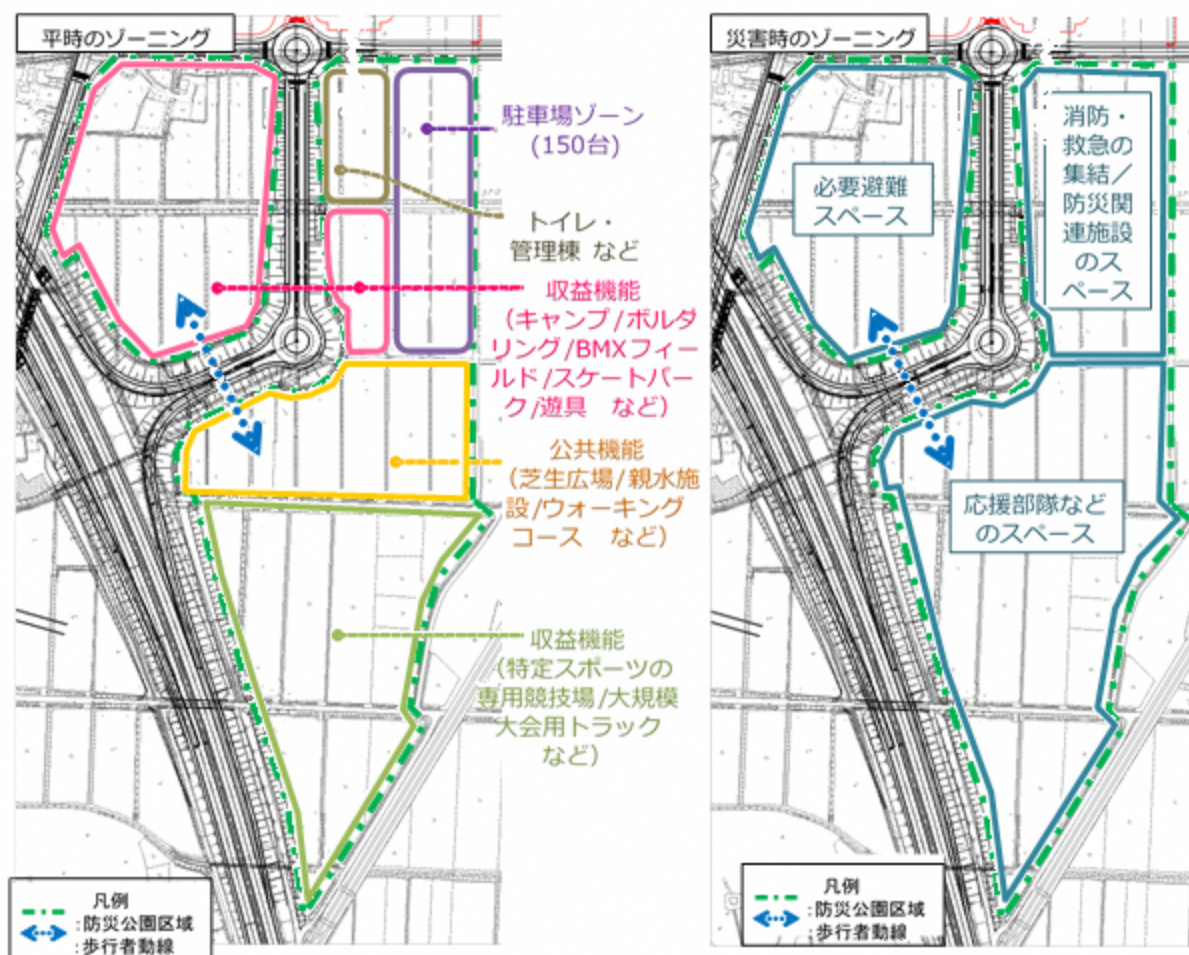 平時のゾーニング
駐車場ゾーン
(150台)
トイレ・
管理棟 など
収益機能
(キャンプ/ボルダ
リング/BMXフィー
ルド/スケートパー
ク/遊具 など)
公共機能
(芝生広場/親水施
設/ウォーキング
コース など)
収益機能
(特定スポーツの
専用競技場/大規模
大会用トラック
など)
凡例
:防災公園区域
:歩行者動線
災害時のゾーニング
必要避難
スペース
消防・
救急の
集結/
防災関
連施設
のス
ペース
応援部隊など
のスペース
凡例
:防災公園区域
:歩行者動線